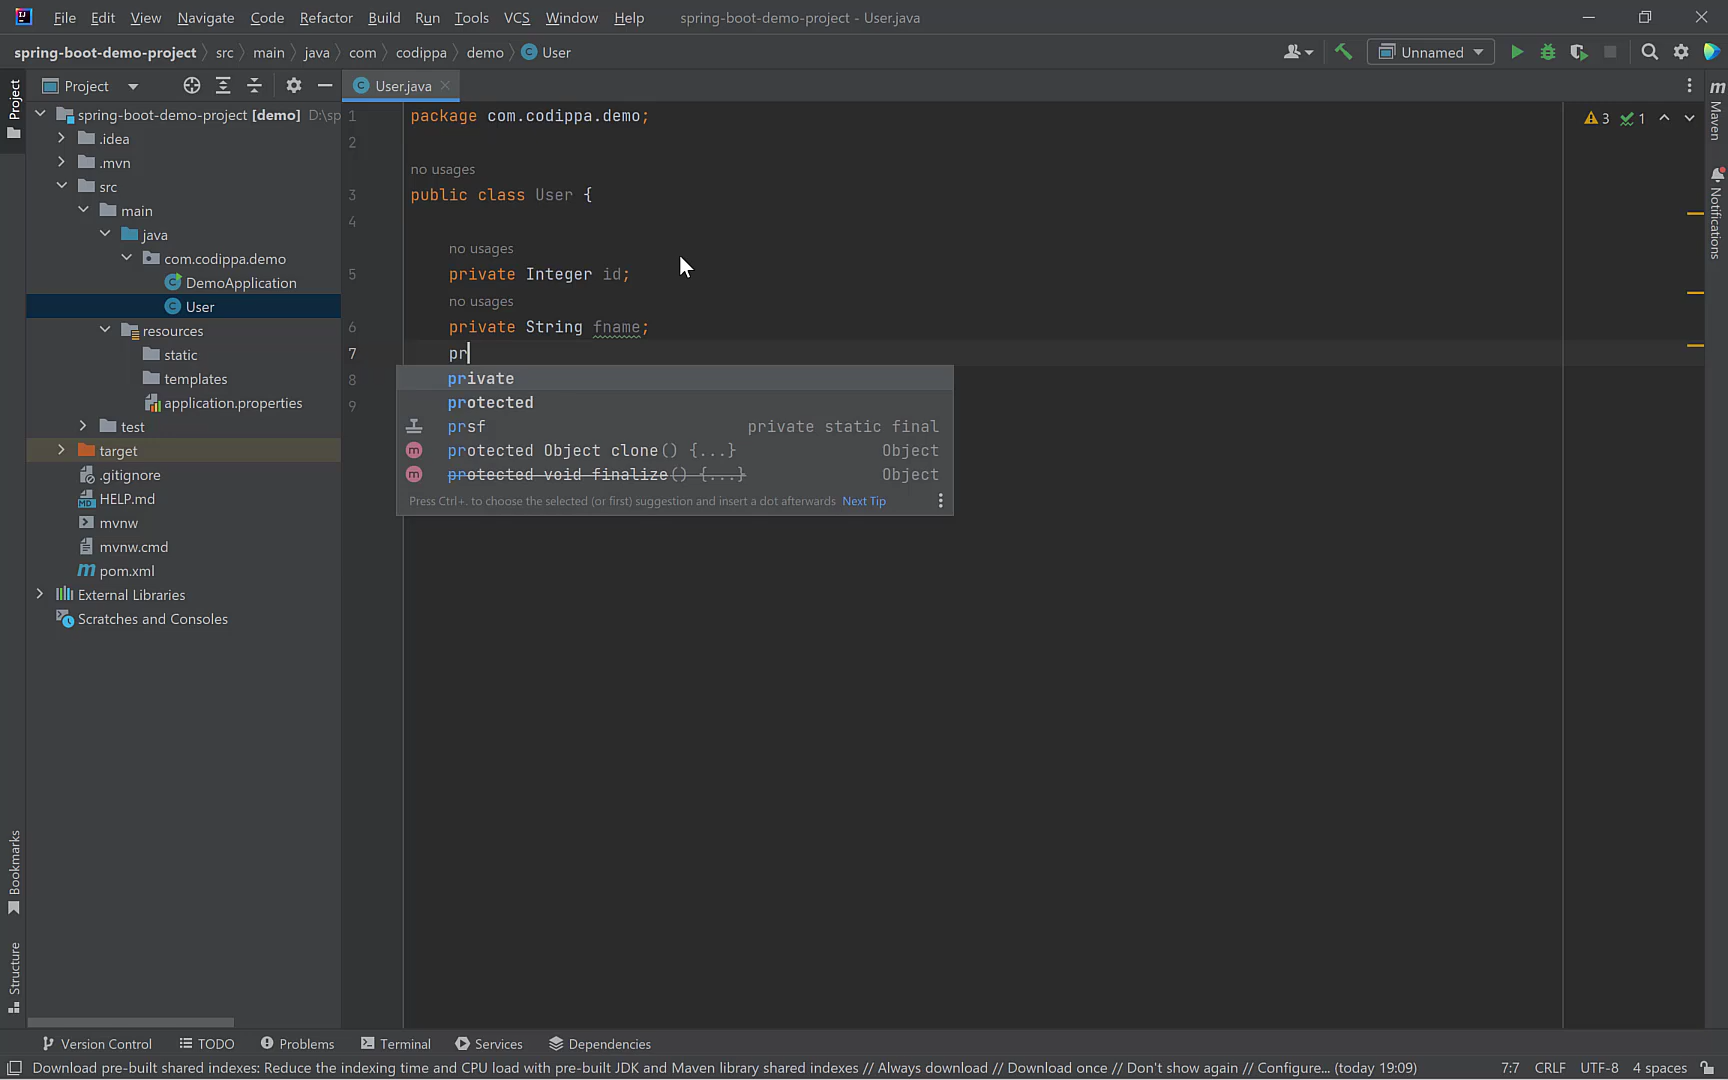 File Edit View Navigate Code Refactor Build Run Tools VCS Window Help spring-boot-demo-project - User.java
spring-boot-demo-project src main java com codippa demo User Unnamed
Project
User.java
spring-boot-demo-project [demo] D:\sp
.idea
.mvn
src
main
java
com.codippa.demo
DemoApplication
User
resources
static
templates
application.properties
test
target
.gitignore
HELP.md
mvnw
mvnw.cmd
pom.xml
External Libraries
Scratches and Consoles
Project
Bookmarks
Structure
1 package com.codippa.demo;
2
no usages
3 public class User {
4
no usages
5 private Integer id;
no usages
6 private String fname;
7 pr
8
9
private
protected
prsf private static final
protected Object clone() {...} Object
protected void finalize() {...} Object
Press Ctrl+. to choose the selected (or first) suggestion and insert a dot afterwards Next Tip
3 1
Maven
Notifications
Version Control TODO Problems Terminal Services Dependencies
Download pre-built shared indexes: Reduce the indexing time and CPU load with pre-built JDK and Maven library shared indexes // Always download // Download once // Don't show again // Configure... (today 19:09) 7:7 CRLF UTF-8 4 spaces